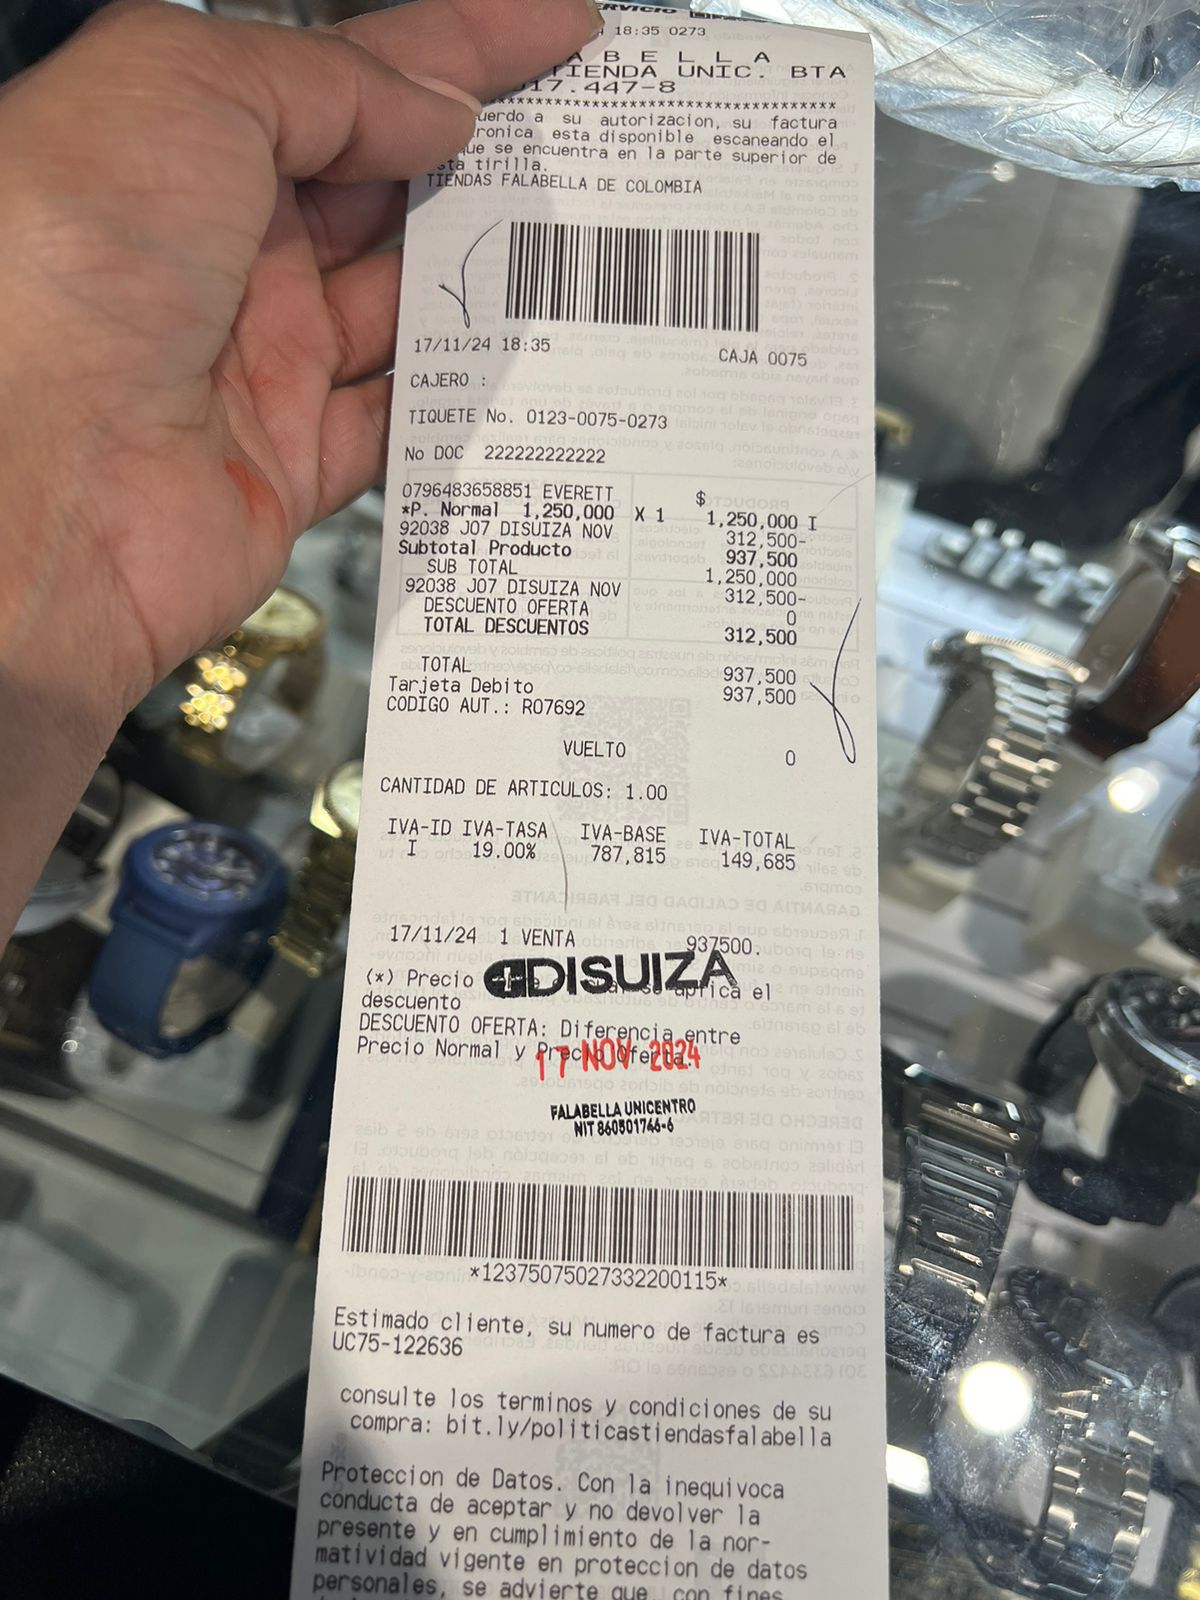 18:35 0273
A B E L L A
TIENDA UNIC. BTA
17.447-8
************************************
uerdo a su autorizacion, su factura
ronica esta disponible escaneando el
que se encuentra en la parte superior de
sta tirilla.
TIENDAS FALABELLA DE COLOMBIA
17/11/24 18:35 CAJA 0075
CAJERO :
TIQUETE No. 0123-0075-0273
No DOC 222222222222
0796483658851 EVERETT $
*P. Normal 1,250,000 X 1 1,250,000 I
92038 J07 DISUIZA NOV 312,500-
Subtotal Producto 937,500
SUB TOTAL 1,250,000
92038 J07 DISUIZA NOV 312,500-
DESCUENTO OFERTA 0
TOTAL DESCUENTOS 312,500
TOTAL 937,500
Tarjeta Debito 937,500
CODIGO AUT.: R07692
VUELTO 0
CANTIDAD DE ARTICULOS: 1.00
IVA-ID IVA-TASA IVA-BASE IVA-TOTAL
I 19.00% 787,815 149,685
17/11/24 1 VENTA 937500.
(*) Precio se aplica el
DISUIZA
descuento
DESCUENTO OFERTA: Diferencia entre
Precio Normal y Precio Oferta.
17 NOV 2024
FALABELLA UNICENTRO
NIT 860501746-6
*12375075027332200115*
Estimado cliente, su numero de factura es
UC75-122636
consulte los terminos y condiciones de su
compra: bit.ly/politicastiendasfalabella
Proteccion de Datos. Con la inequivoca
conducta de aceptar y no devolver la
presente y en cumplimiento de la nor-
matividad vigente en proteccion de datos
personales, se advierte que, con fines